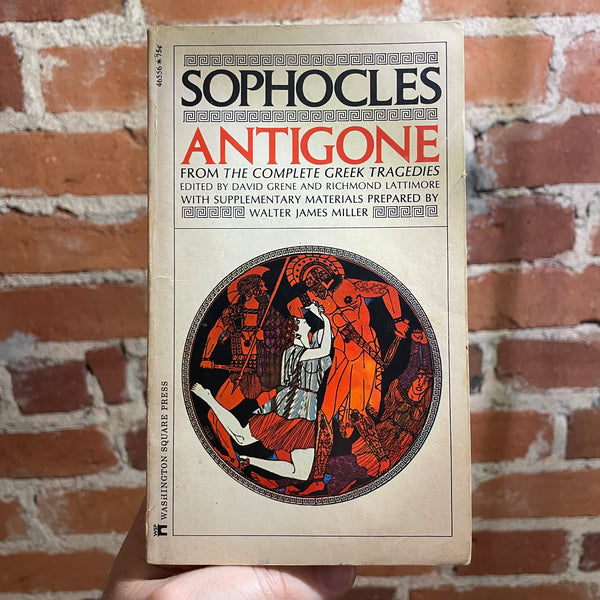 46556 * 75¢
SOPHOCLES
ANTIGONE
FROM THE COMPLETE GREEK TRAGEDIES
EDITED BY DAVID GRENE AND RICHMOND LATTIMORE
WITH SUPPLEMENTARY MATERIALS PREPARED BY
WALTER JAMES MILLER
WSP
WASHINGTON SQUARE PRESS